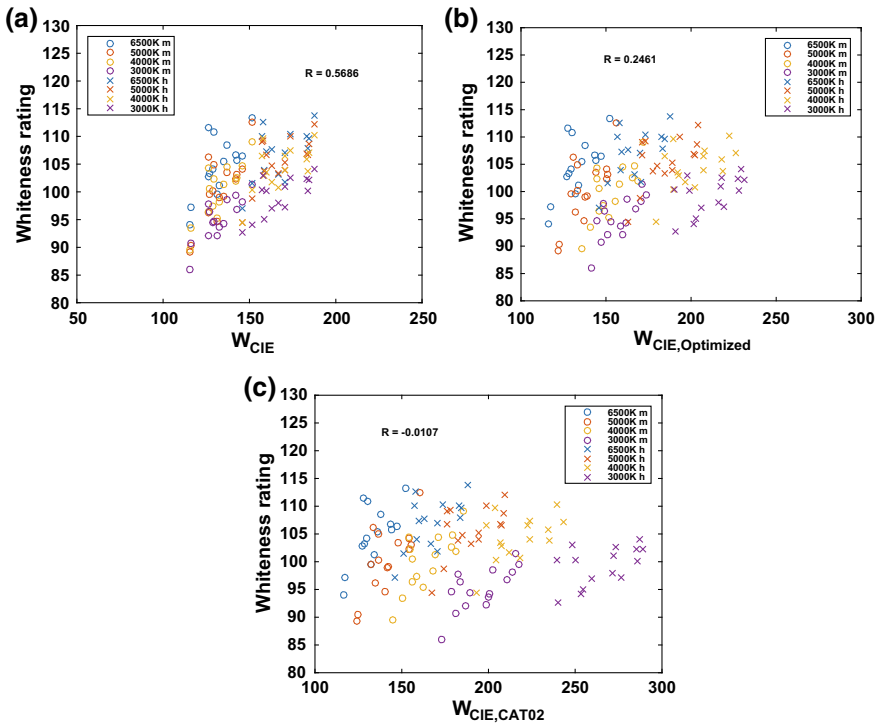 (a)
130
125
120
115
110
105
100
95
90
85
80
Whiteness rating
6500K m
5000K m
4000K m
3000K m
6500K h
5000K h
4000K h
3000K h
R = 0.5686
50
100
150
200
250
WCIE
(b)
130
125
120
115
110
105
100
95
90
85
80
Whiteness rating
R = 0.2461
6500K m
5000K m
4000K m
3000K m
6500K h
5000K h
4000K h
3000K h
100
150
200
250
300
WCIE,Optimized
(c)
130
125
120
115
110
105
100
95
90
85
80
Whiteness rating
R = -0.0107
6500K m
5000K m
4000K m
3000K m
6500K h
5000K h
4000K h
3000K h
100
150
200
250
300
WCIE,CAT02